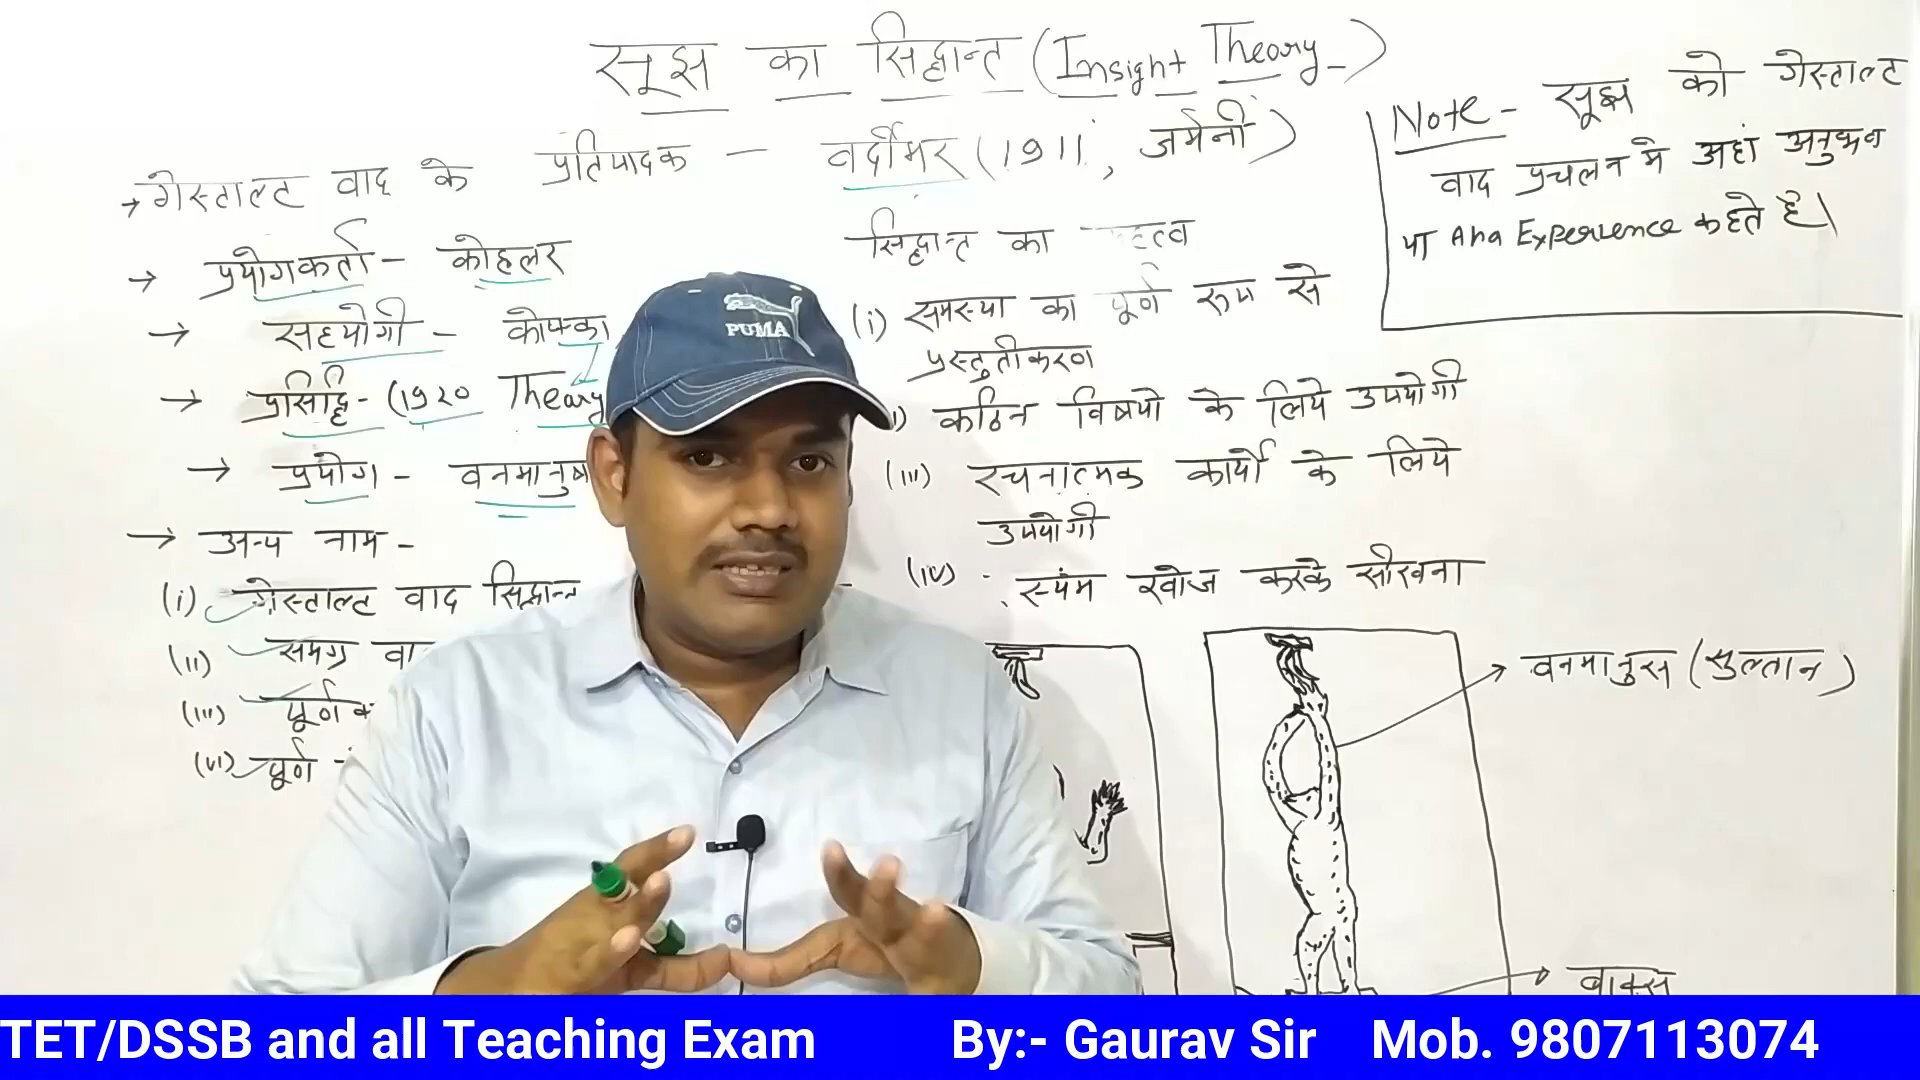 सूझ का सिद्धान्त (Insight Theory)
→ गेस्टाल्ट वाद के प्रतिपादक — वर्दीमर (1911, जर्मनी)
→ प्रयोगकर्ता - कोहलर
→ सहयोगी - कोफ्का
→ प्रसिद्धि - (1920 Theory
→ प्रयोग - वनमानुष
→ अन्य नाम -
(i) गेस्टाल्ट वाद सिद्धान्त
(ii) समग्र वा
(iii) पूर्ण
(vi) पूर्ण -
सिद्धान्त का हत्व
(i) समस्या का पूर्ण रूप से
प्रस्तुतीकरण
i) कठिन विषयो के लिये उपयोगी
(iii) रचनात्मक कार्यो के लिये
उपयोगी
(iv) - स्यंम खोज करके सीखना
Note - सूझ को गेस्टाल्ट
वाद प्रचलन मे अहां अनुभव
या Aha Experience कहते है।
वनमानुस (सुल्तान)
बाक्स
PUMA
TET/DSSB and all Teaching Exam By:- Gaurav Sir Mob. 9807113074